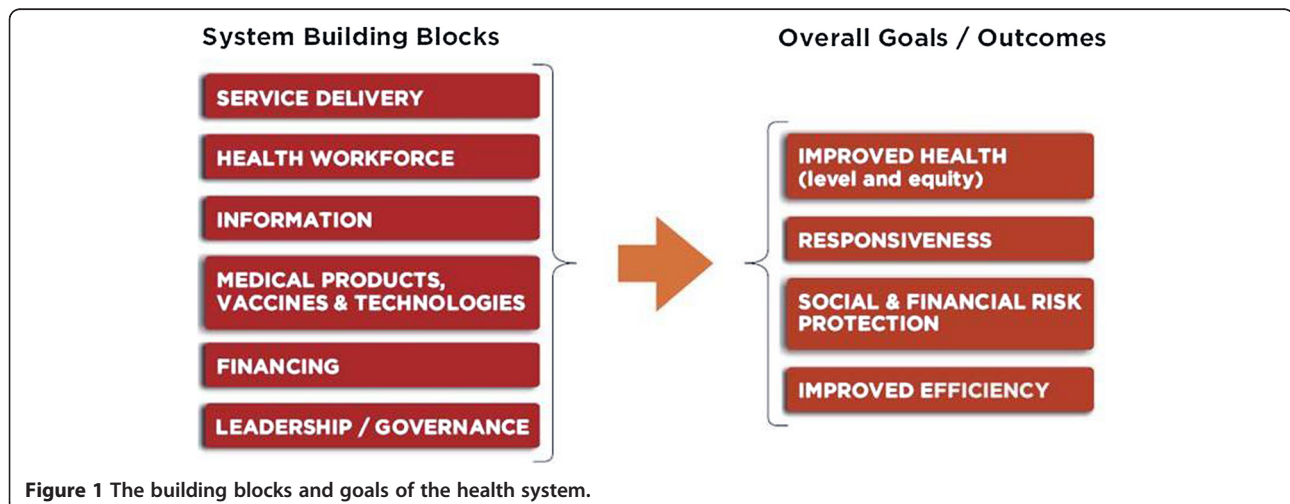 System Building Blocks
SERVICE DELIVERY
HEALTH WORKFORCE
INFORMATION
MEDICAL PRODUCTS,
VACCINES & TECHNOLOGIES
FINANCING
LEADERSHIP / GOVERNANCE
Overall Goals / Outcomes
IMPROVED HEALTH
(level and equity)
RESPONSIVENESS
SOCIAL & FINANCIAL RISK
PROTECTION
IMPROVED EFFICIENCY
Figure 1 The building blocks and goals of the health system.